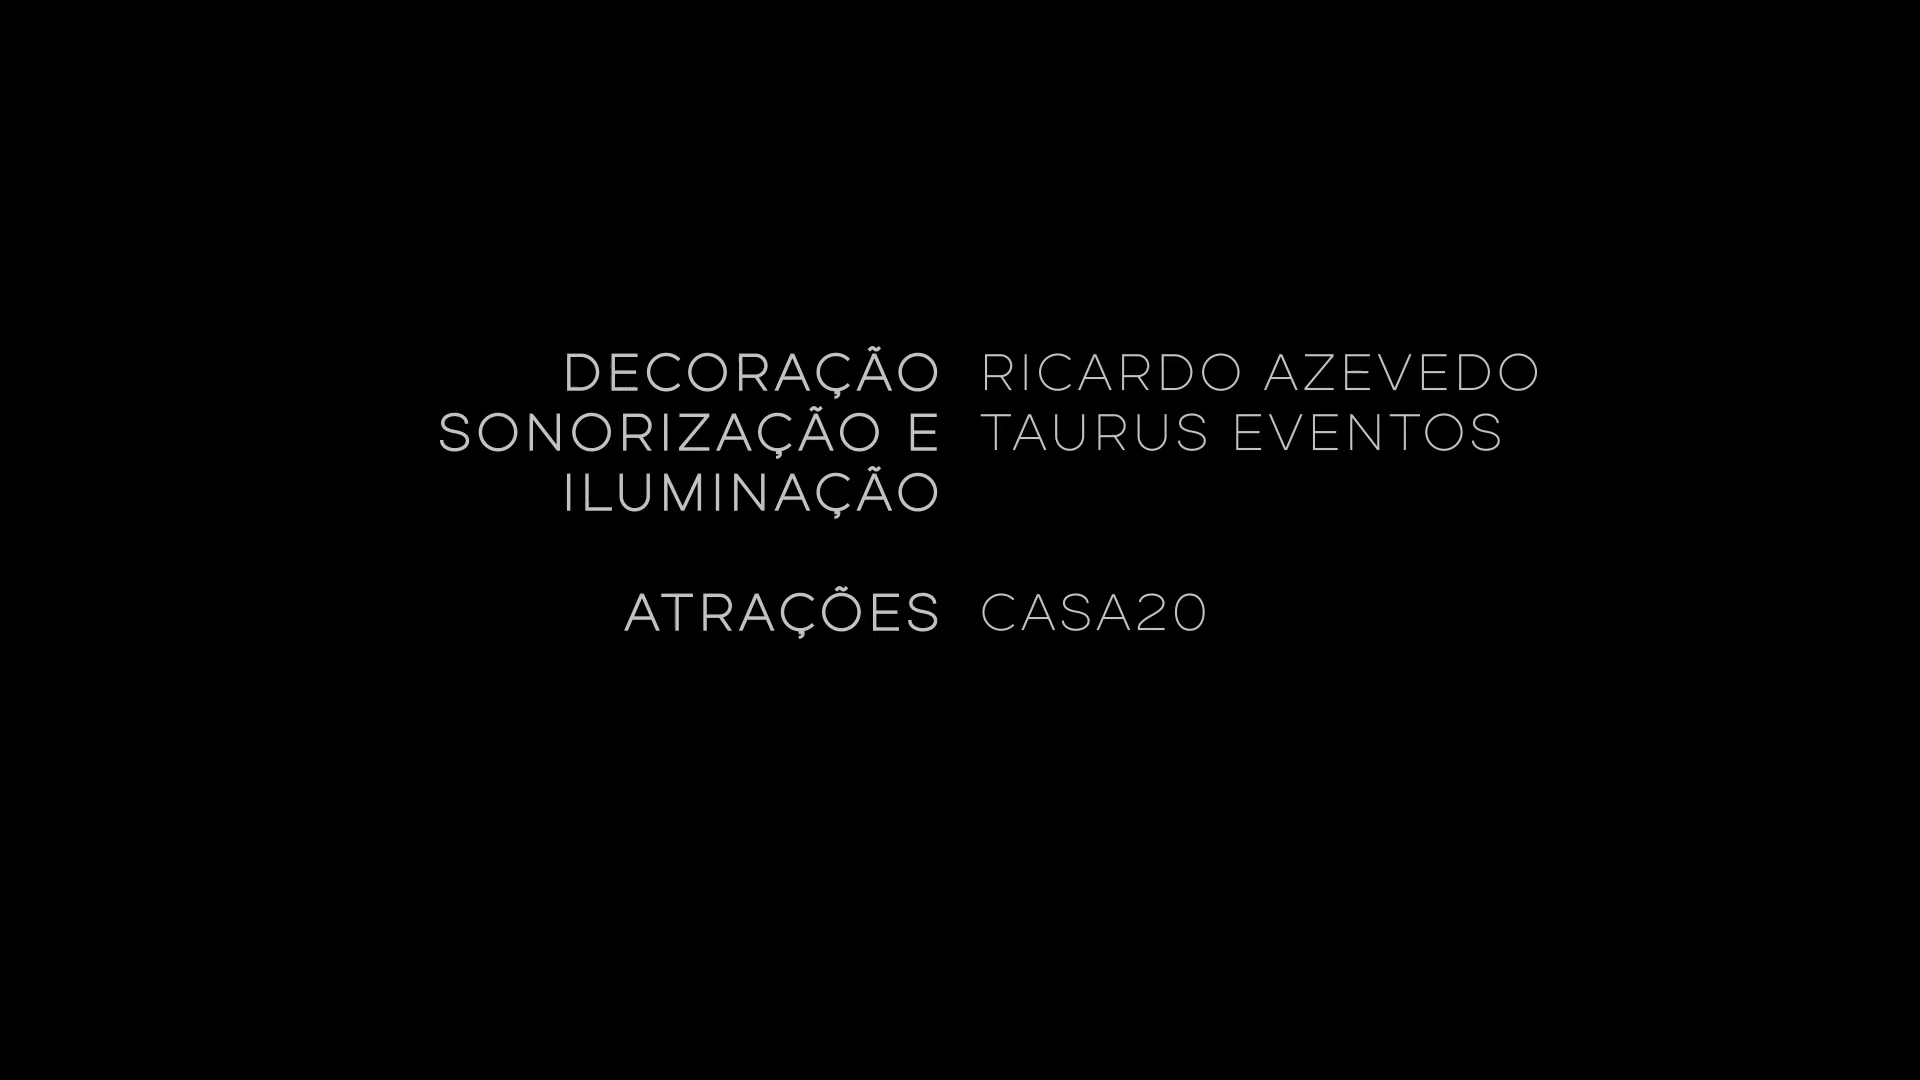 DECORAÇÃO RICARDO AZEVEDO
SONORIZAÇÃO E TAURUS EVENTOS
ILUMINAÇÃO
ATRAÇÕES CASA20